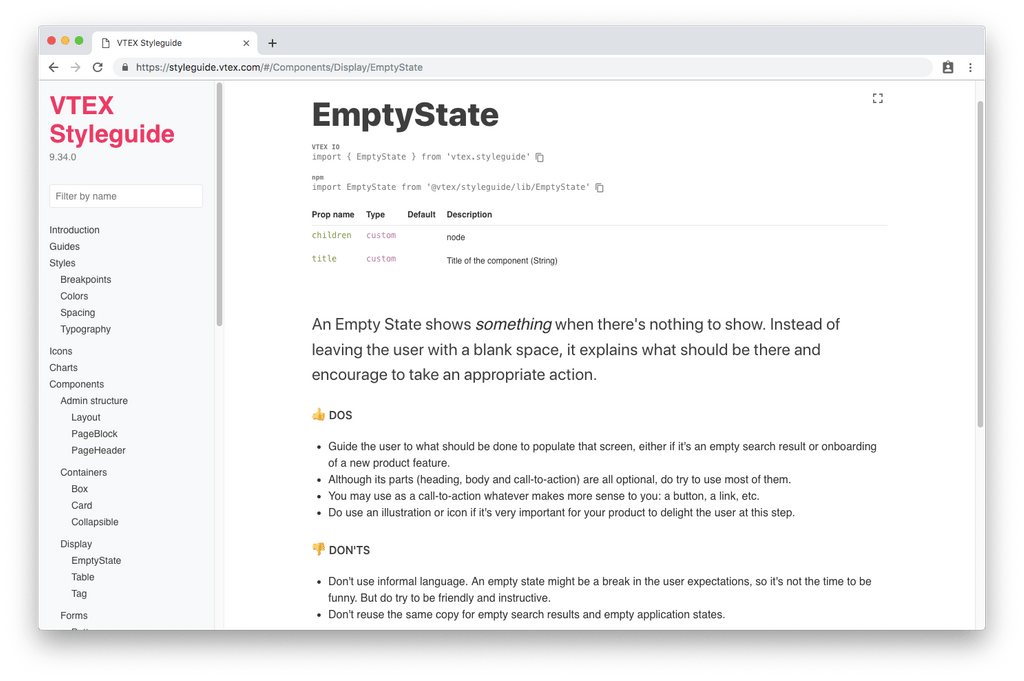 VTEX Styleguide
https://styleguide.vtex.com/#/Components/Display/EmptyState
VTEX
Styleguide
9.34.0
Filter by name
Introduction
Guides
Styles
Breakpoints
Colors
Spacing
Typography
Icons
Charts
Components
Admin structure
Layout
PageBlock
PageHeader
Containers
Box
Card
Collapsible
Display
EmptyState
Table
Tag
Forms
EmptyState
VTEX IO
import { EmptyState } from 'vtex.styleguide'
npm
import EmptyState from '@vtex/styleguide/lib/EmptyState'
Prop name Type Default Description
children custom node
title custom Title of the component (String)
An Empty State shows something when there's nothing to show. Instead of
leaving the user with a blank space, it explains what should be there and
encourage to take an appropriate action.
👍 DOS
• Guide the user to what should be done to populate that screen, either if it's an empty search result or onboarding
of a new product feature.
• Although its parts (heading, body and call-to-action) are all optional, do try to use most of them.
• You may use as a call-to-action whatever makes more sense to you: a button, a link, etc.
• Do use an illustration or icon if it's very important for your product to delight the user at this step.
👎 DON'TS
• Don't use informal language. An empty state might be a break in the user expectations, so it's not the time to be
funny. But do try to be friendly and instructive.
• Don't reuse the same copy for empty search results and empty application states.